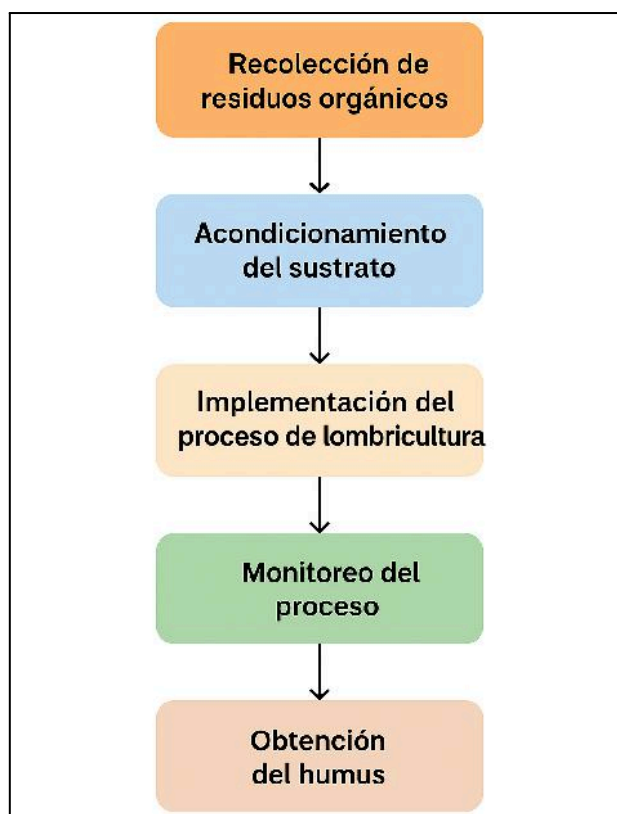 Recolección de
residuos orgánicos
Acondicionamiento
del sustrato
Implementación del
proceso de lombricultura
Monitoreo del
proceso
Obtención
del humus